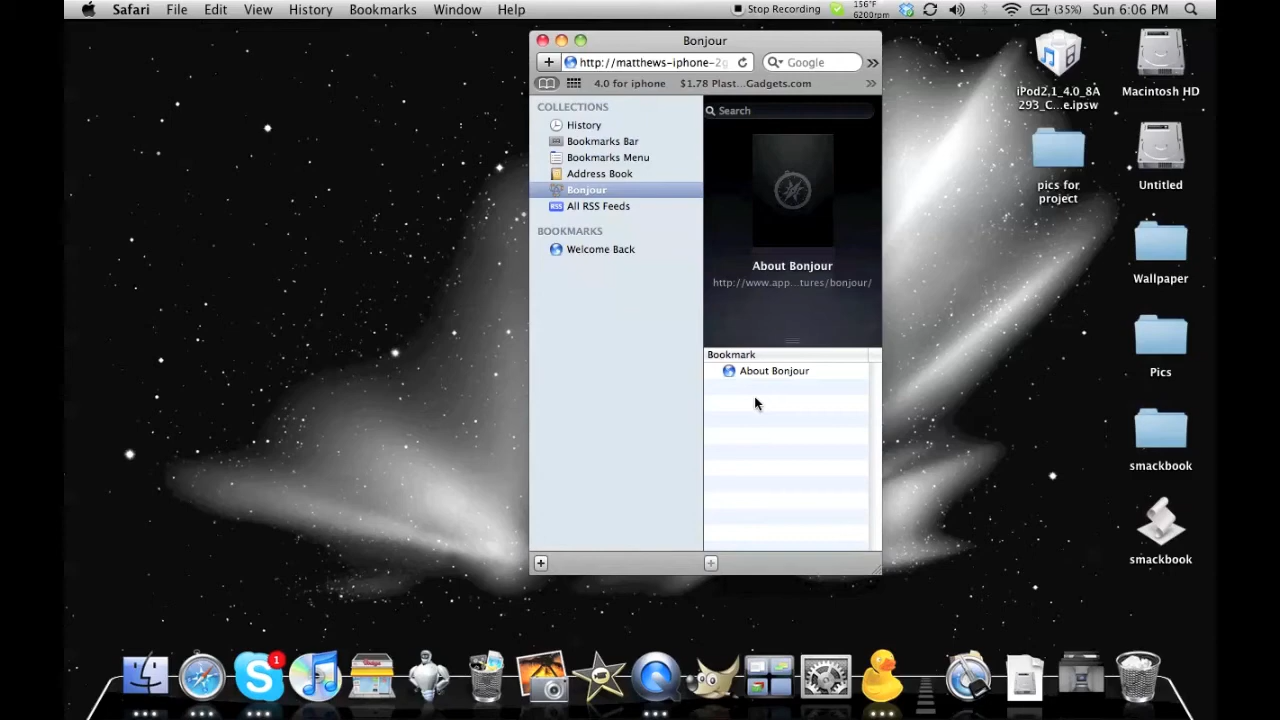 Safari File Edit View History Bookmarks Window Help
Stop Recording 156°F 6200rpm (35%) Sun 6:06 PM
Bonjour
http://matthews-iphone-2g
Google
4.0 for iphone $1.78 Plast...Gadgets.com
COLLECTIONS
History
Bookmarks Bar
Bookmarks Menu
Address Book
Bonjour
RSS All RSS Feeds
BOOKMARKS
Welcome Back
Search
About Bonjour
http://www.app...tures/bonjour/
Bookmark
About Bonjour
iPod2,1_4.0_8A
293_C...e.ipsw
Macintosh HD
pics for
project
Untitled
Wallpaper
Pics
smackbook
smackbook
S 1